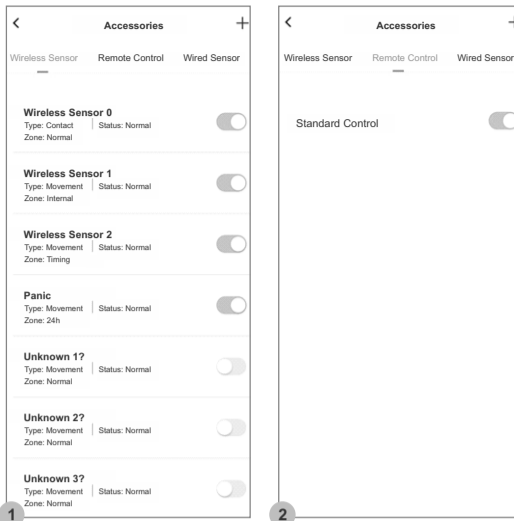 Accessories
Wireless Sensor Remote Control Wired Sensor
Wireless Sensor 0
Type: Contact Status: Normal
Zone: Normal
Wireless Sensor 1
Type: Movement Status: Normal
Zone: Internal
Wireless Sensor 2
Type: Movement Status: Normal
Zone: Timing
Panic
Type: Movement Status: Normal
Zone: 24h
Unknown 1?
Type: Movement Status: Normal
Zone: Normal
Unknown 2?
Type: Movement Status: Normal
Zone: Normal
Unknown 3?
Type: Movement Status: Normal
Zone: Normal
1
Accessories
Wireless Sensor Remote Control Wired Sensor
Standard Control
2